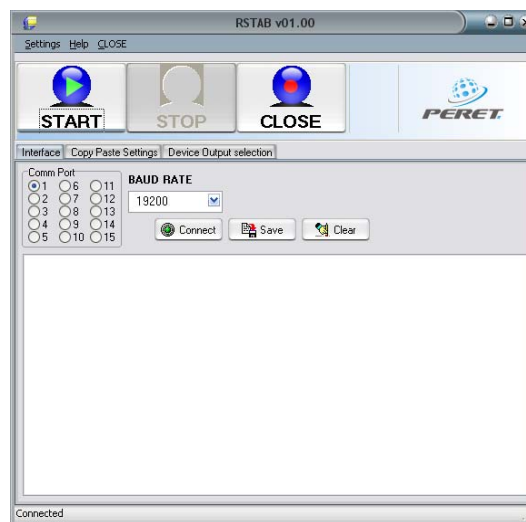 RSTAB v01.00
Settings Help CLOSE
START STOP CLOSE
PERET.
Interface Copy Paste Settings Device Output selection
Comm Port
BAUD RATE
1 6 11
2 7 12
3 8 13
4 9 14
5 10 15
19200
Connect Save Clear
Connected